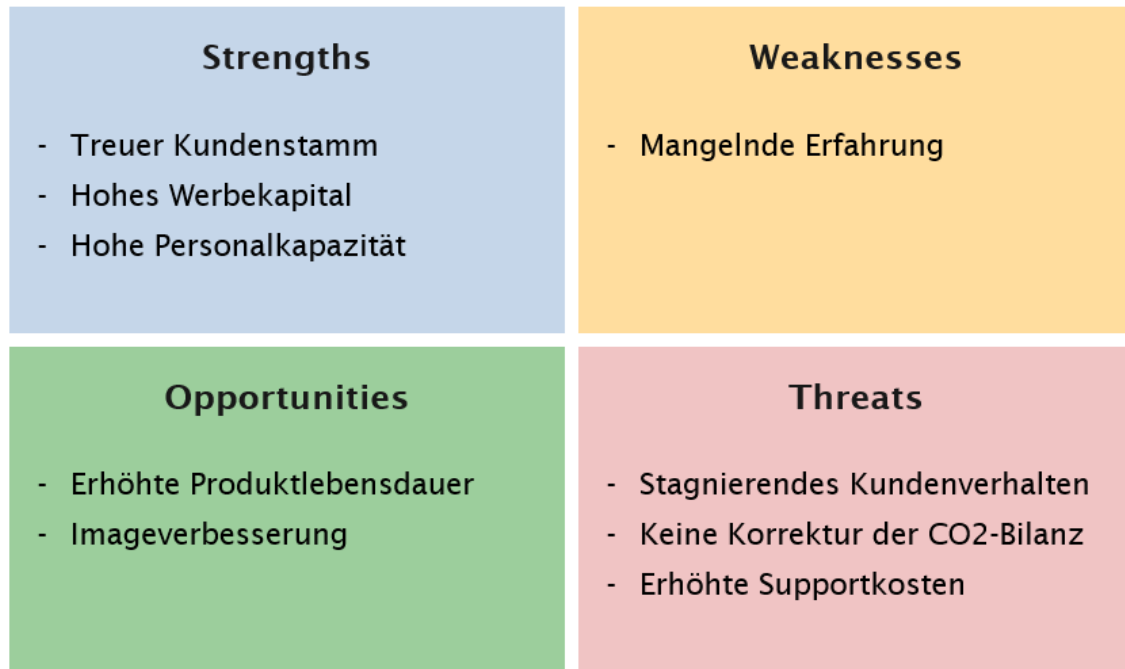 Strengths
- Treuer Kundenstamm
- Hohes Werbekapital
- Hohe Personalkapazität
Weaknesses
- Mangelnde Erfahrung
Opportunities
- Erhöhte Produktlebensdauer
- Imageverbesserung
Threats
- Stagnierendes Kundenverhalten
- Keine Korrektur der CO2-Bilanz
- Erhöhte Supportkosten